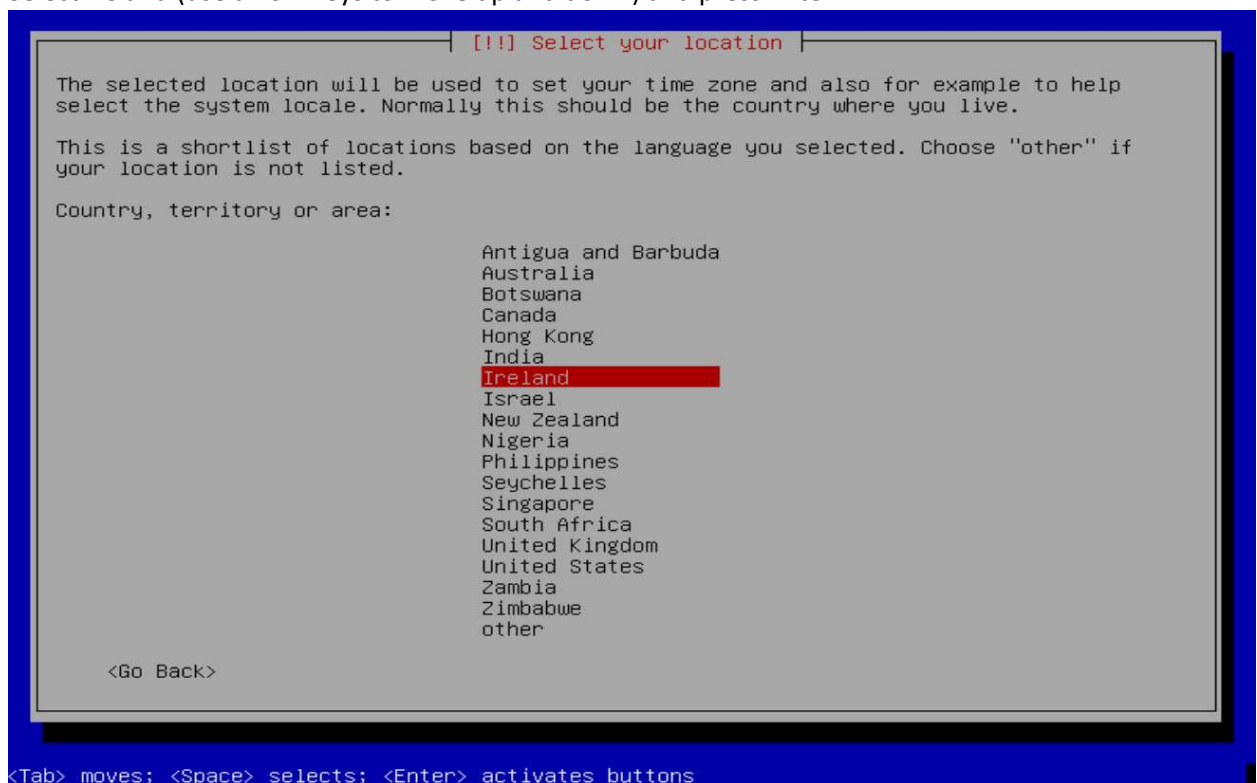 [!!] Select your location
The selected location will be used to set your time zone and also for example to help
select the system locale. Normally this should be the country where you live.
This is a shortlist of locations based on the language you selected. Choose "other" if
your location is not listed.
Country, territory or area:
Antigua and Barbuda
Australia
Botswana
Canada
Hong Kong
India
Ireland
Israel
New Zealand
Nigeria
Philippines
Seychelles
Singapore
South Africa
United Kingdom
United States
Zambia
Zimbabwe
other
<Go Back>
<Tab> moves; <Space> selects; <Enter> activates buttons